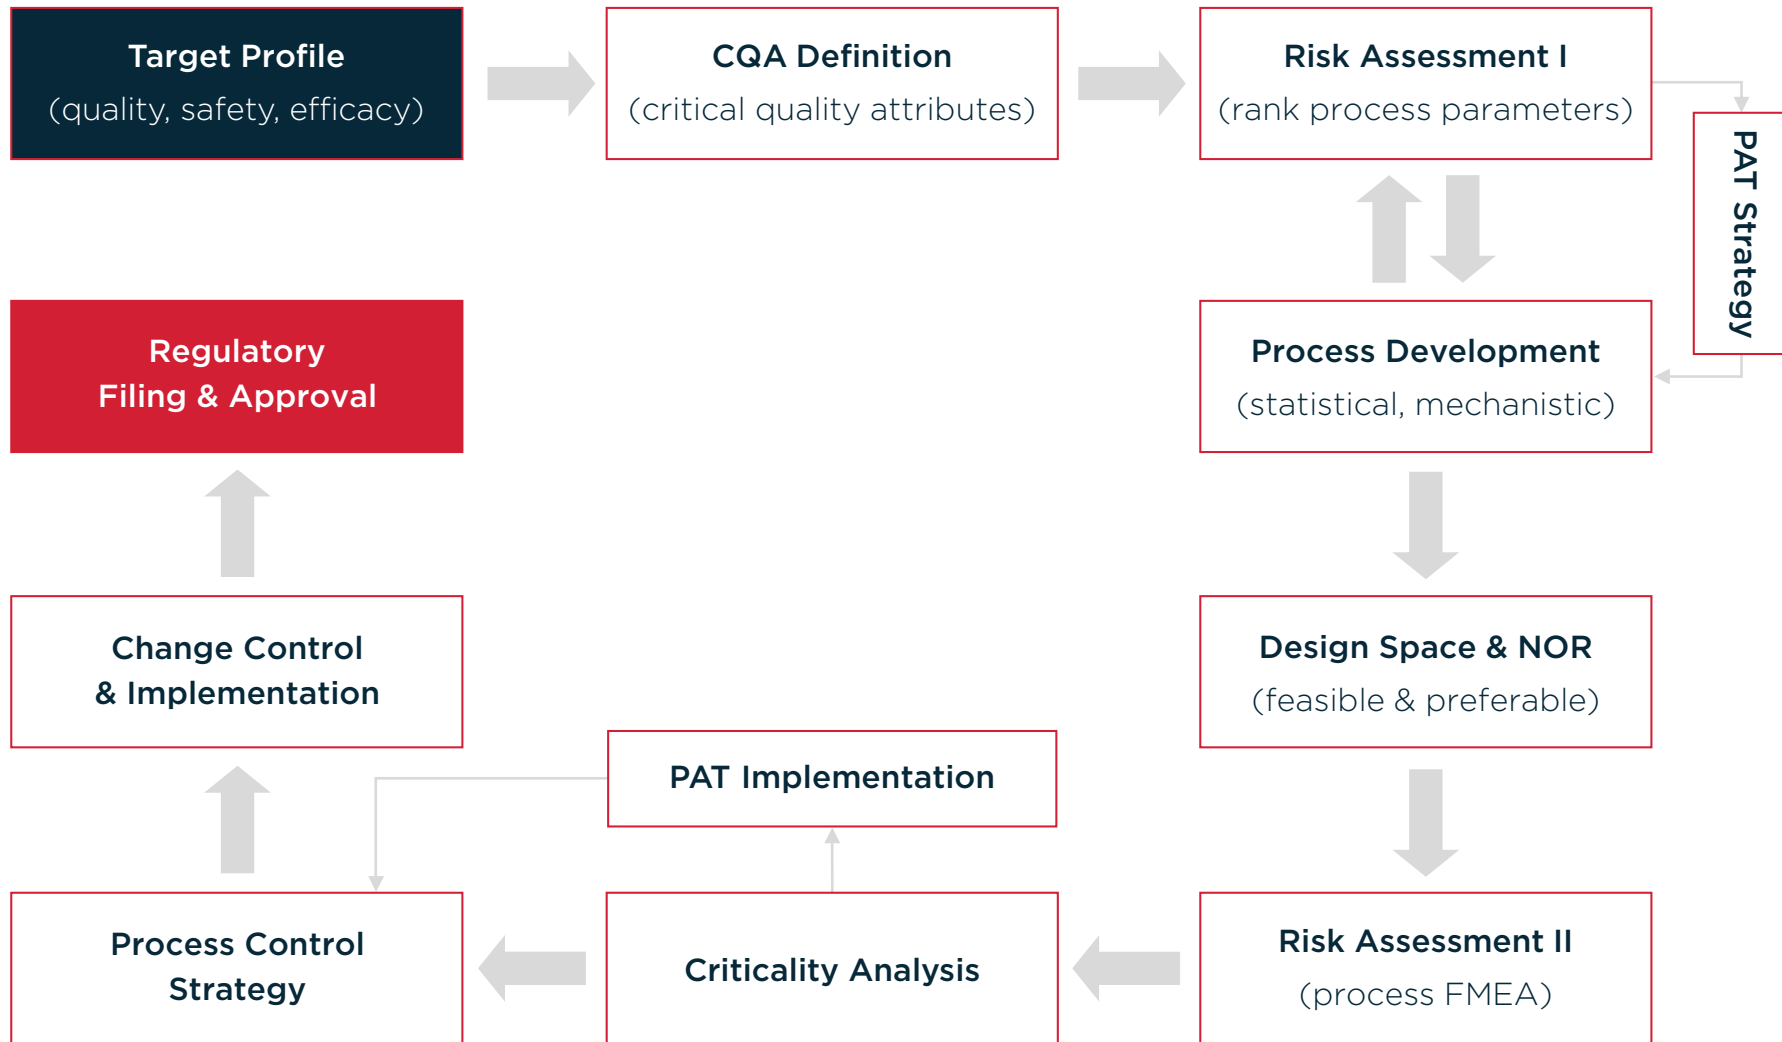 Target Profile
(quality, safety, efficacy)
CQA Definition
(critical quality attributes)
Risk Assessment I
(rank process parameters)
PAT Strategy
Regulatory
Filing & Approval
Process Development
(statistical, mechanistic)
Change Control
& Implementation
Design Space & NOR
(feasible & preferable)
PAT Implementation
Process Control
Strategy
Criticality Analysis
Risk Assessment II
(process FMEA)